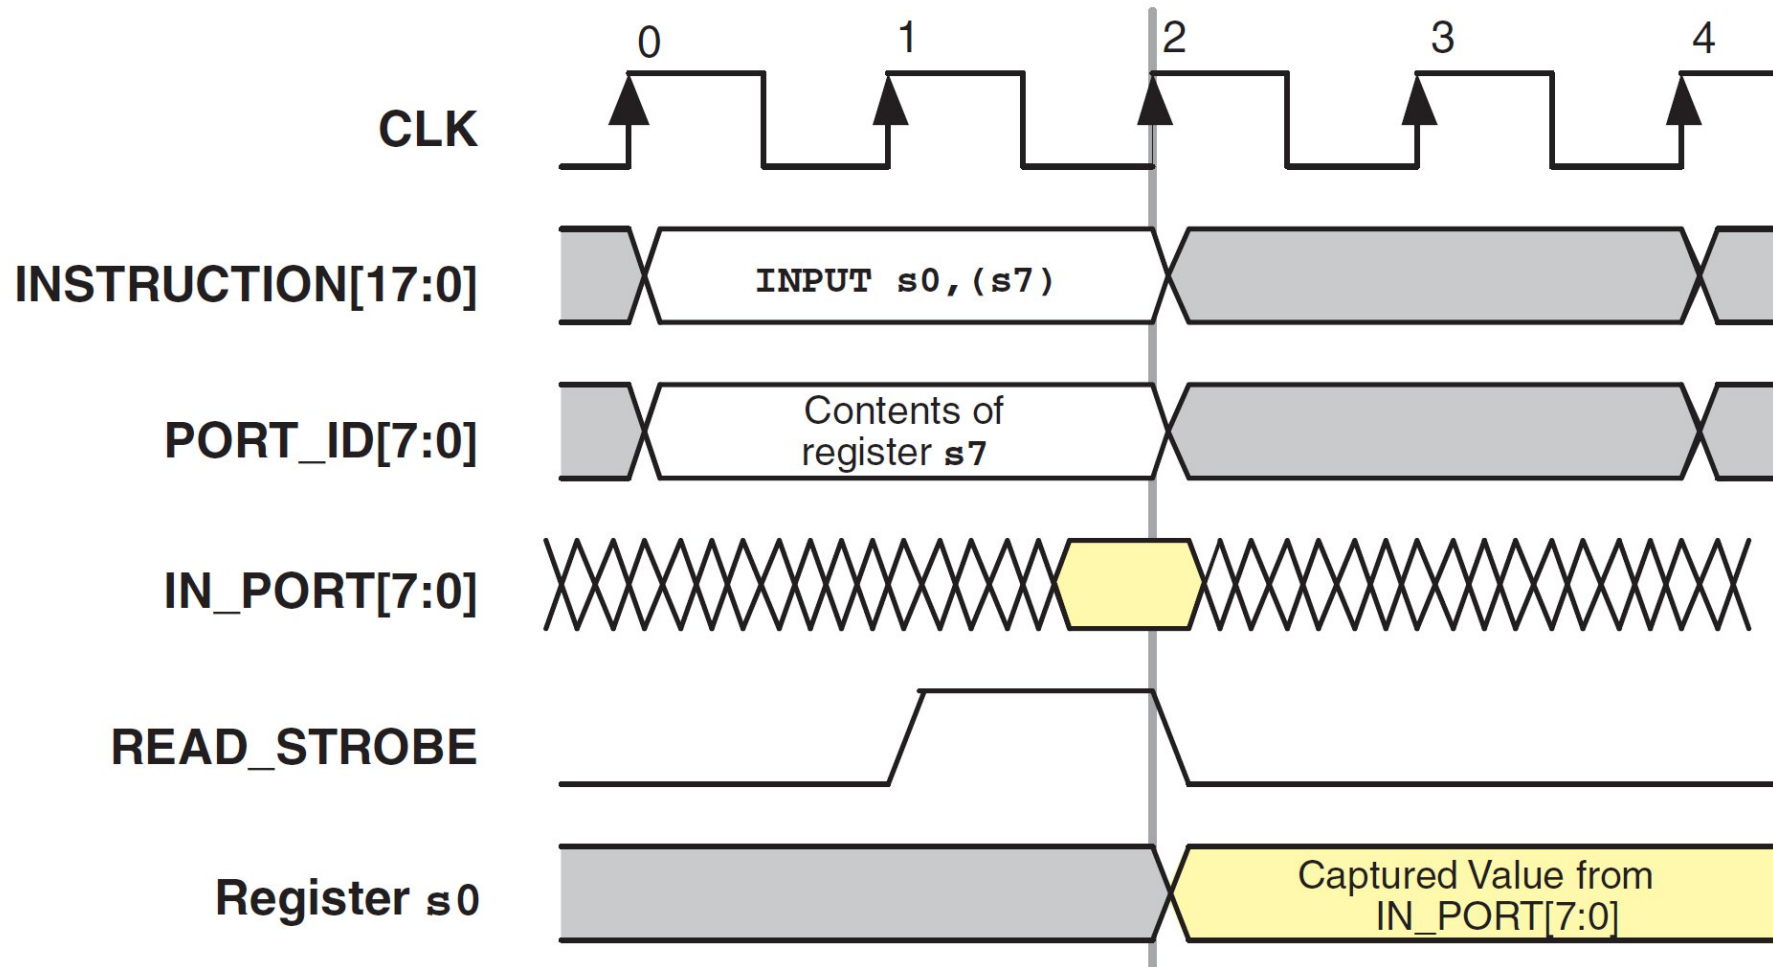 0 1 2 3 4
CLK
INSTRUCTION[17:0]
INPUT s0,(s7)
PORT_ID[7:0]
Contents of
register s7
IN_PORT[7:0]
READ_STROBE
Register s0
Captured Value from
IN_PORT[7:0]